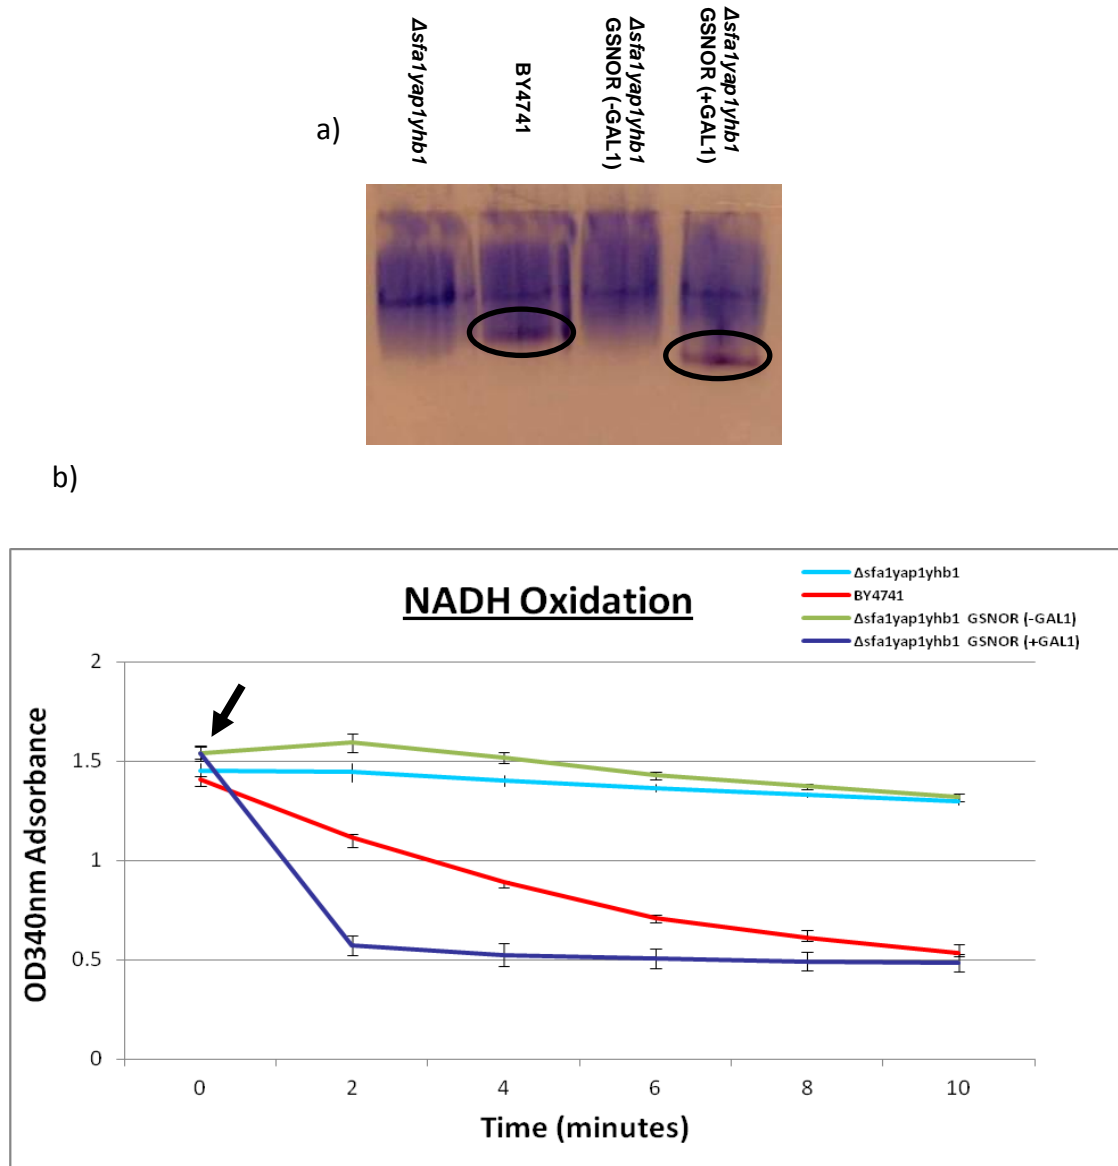 Δsfa1yap1yhb1
BY4741
Δsfa1yap1yhb1
GSNOR (-GAL1)
Δsfa1yap1yhb1
GSNOR (+GAL1)
a)
b)
NADH Oxidation
Δsfa1yap1yhb1
BY4741
Δsfa1yap1yhb1 GSNOR (-GAL1)
Δsfa1yap1yhb1 GSNOR (+GAL1)
OD340nm Adsorbance
2
1.5
1
0.5
0
0 2 4 6 8 10
Time (minutes)